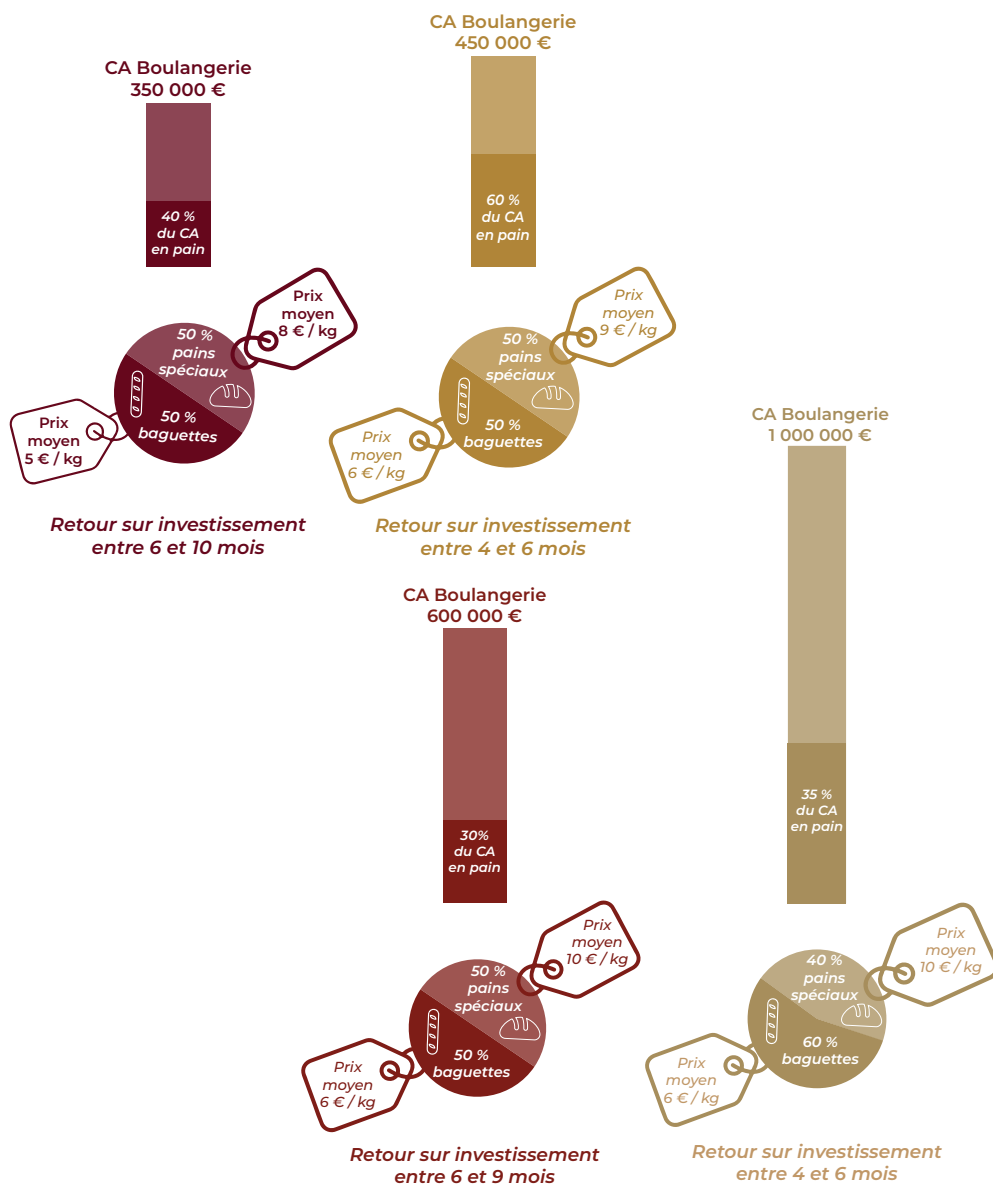 CA Boulangerie
350 000 €
40 %
du CA
en pain
Prix
moyen
8 € / kg
50 %
pains
spéciaux
50 %
baguettes
Prix
moyen
5 € / kg
Retour sur investissement
entre 6 et 10 mois
CA Boulangerie
450 000 €
60 %
du CA
en pain
Prix
moyen
9 € / kg
50 %
pains
spéciaux
50 %
baguettes
Prix
moyen
6 € / kg
Retour sur investissement
entre 4 et 6 mois
CA Boulangerie
600 000 €
30%
du CA
en pain
Prix
moyen
10 € / kg
50 %
pains
spéciaux
50 %
baguettes
Prix
moyen
6 € / kg
Retour sur investissement
entre 6 et 9 mois
CA Boulangerie
1 000 000 €
35 %
du CA
en pain
Prix
moyen
10 € / kg
40 %
pains
spéciaux
60 %
baguettes
Prix
moyen
6 € / kg
Retour sur investissement
entre 4 et 6 mois